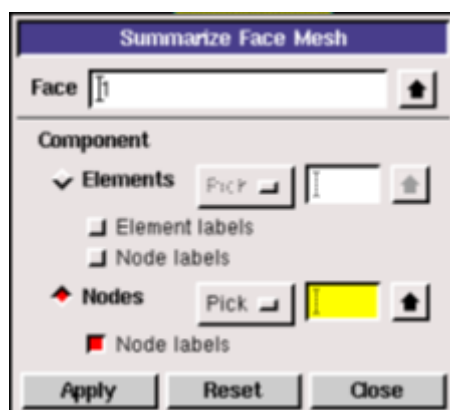 Summarize Face Mesh
Face 1
Component
Elements Pick
Element labels
Node labels
Nodes Pick
Node labels
Apply Reset Close